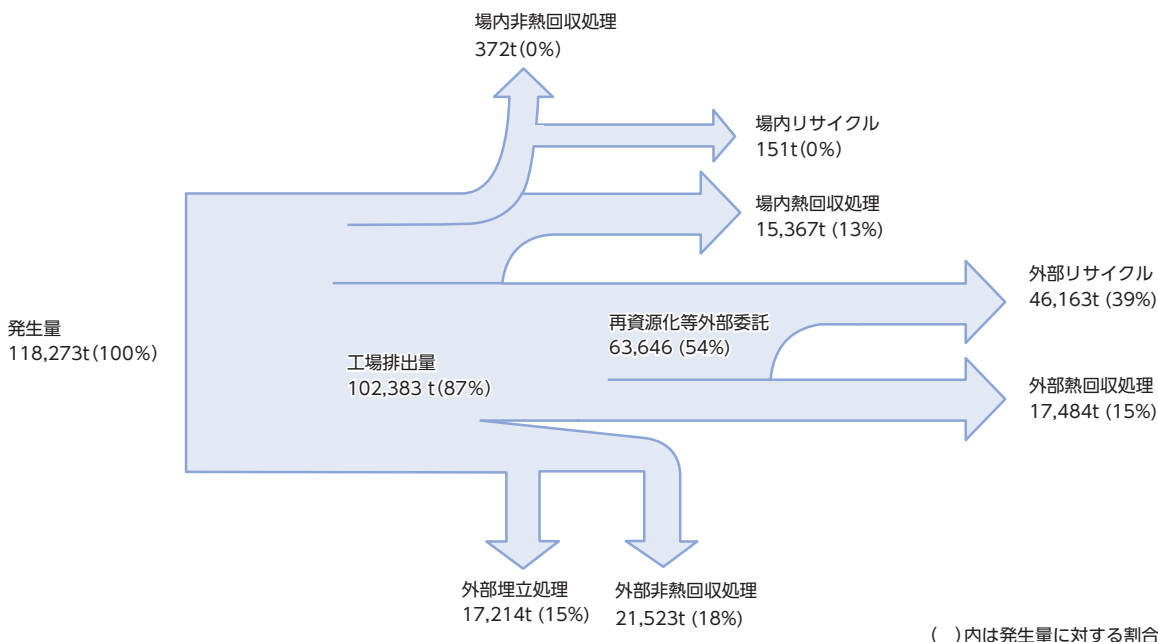 場内非熱回収処理
372t(0%)
場内リサイクル
151t(0%)
場内熱回収処理
15,367t (13%)
外部リサイクル
46,163t (39%)
発生量
118,273t(100%)
再資源化等外部委託
63,646 (54%)
工場排出量
102,383 t(87%)
外部熱回収処理
17,484t (15%)
外部埋立処理
17,214t (15%)
外部非熱回収処理
21,523t (18%)
(　)内は発生量に対する割合